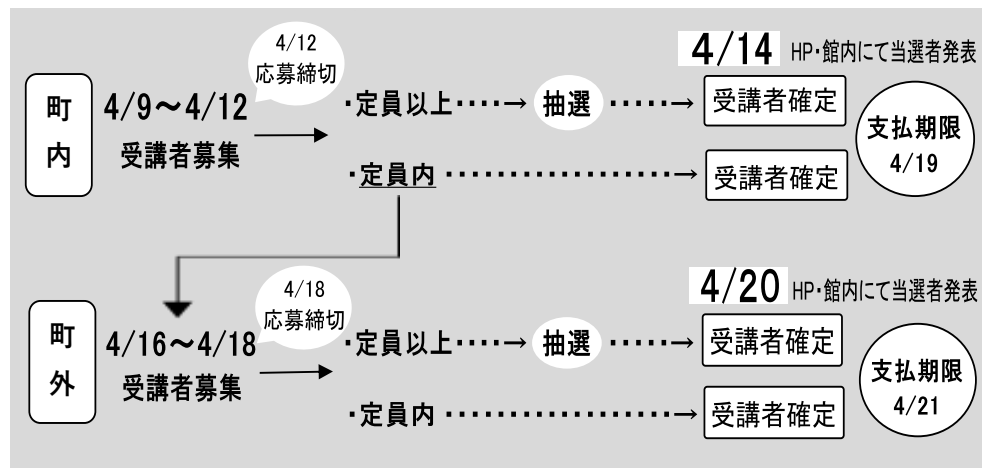 町内
4/9～4/12
受講者募集
4/12
応募締切
・定員以上････→
抽選
･････→
受講者確定
・定員内･･････････････→
受講者確定
4/14 HP・館内にて当選者発表
支払期限
4/19
町外
4/16～4/18
受講者募集
4/18
応募締切
・定員以上････→
抽選
･････→
受講者確定
・定員内･･････････････→
受講者確定
4/20 HP・館内にて当選者発表
支払期限
4/21